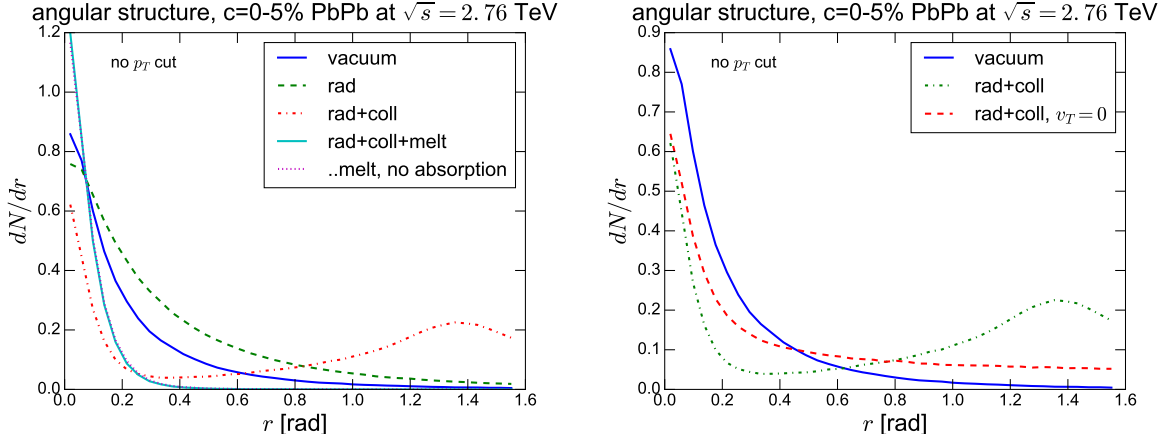 angular structure, c=0-5% PbPb at √s = 2.76 TeV
dN/dr
1.2
1.0
0.8
0.6
0.4
0.2
0.0
no p_T cut
vacuum
rad
rad+coll
rad+coll+melt
..melt, no absorption
0.0 0.2 0.4 0.6 0.8 1.0 1.2 1.4 1.6
r [rad]
angular structure, c=0-5% PbPb at √s = 2.76 TeV
dN/dr
0.9
0.8
0.7
0.6
0.5
0.4
0.3
0.2
0.1
0.0
no p_T cut
vacuum
rad+coll
rad+coll, v_T = 0
0.0 0.2 0.4 0.6 0.8 1.0 1.2 1.4 1.6
r [rad]